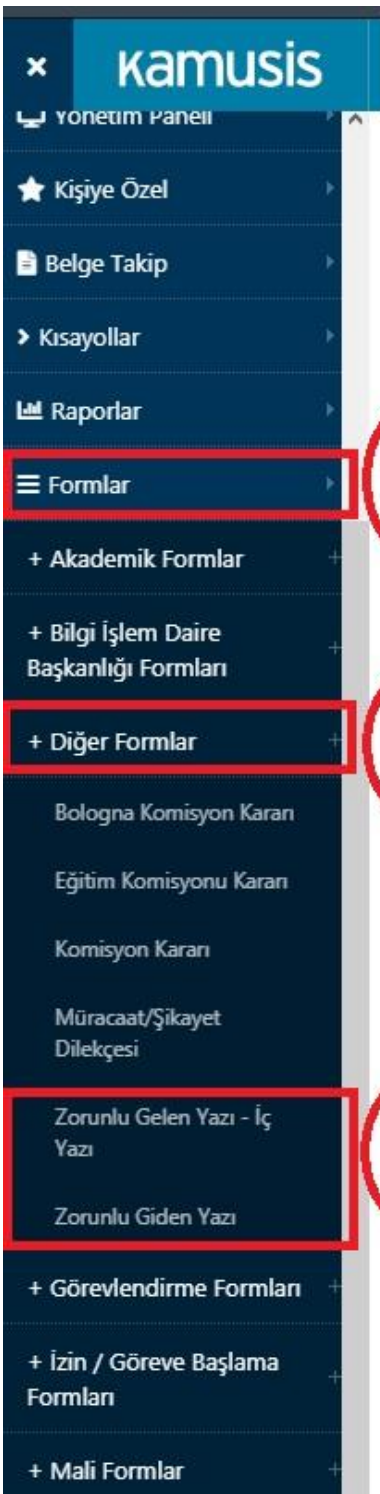 × Kamusis
Yönetim Paneli
Kişiye Özel
Belge Takip
Kısayollar
Raporlar
Formlar
+ Akademik Formlar +
+ Bilgi İşlem Daire +
Başkanlığı Formları
+ Diğer Formlar +
Bologna Komisyon Kararı
Eğitim Komisyonu Kararı
Komisyon Kararı
Müracaat/Şikayet
Dilekçesi
Zorunlu Gelen Yazı - İç
Yazı
Zorunlu Giden Yazı
+ Görevlendirme Formları +
+ İzin / Göreve Başlama +
Formları
+ Mali Formlar +